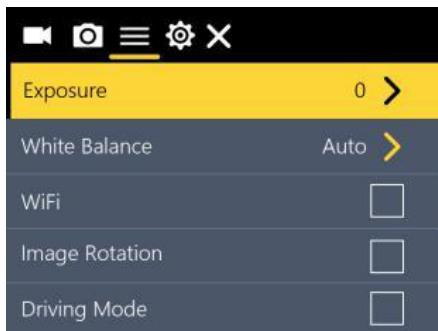 Exposure 0
White Balance Auto
WiFi
Image Rotation
Driving Mode